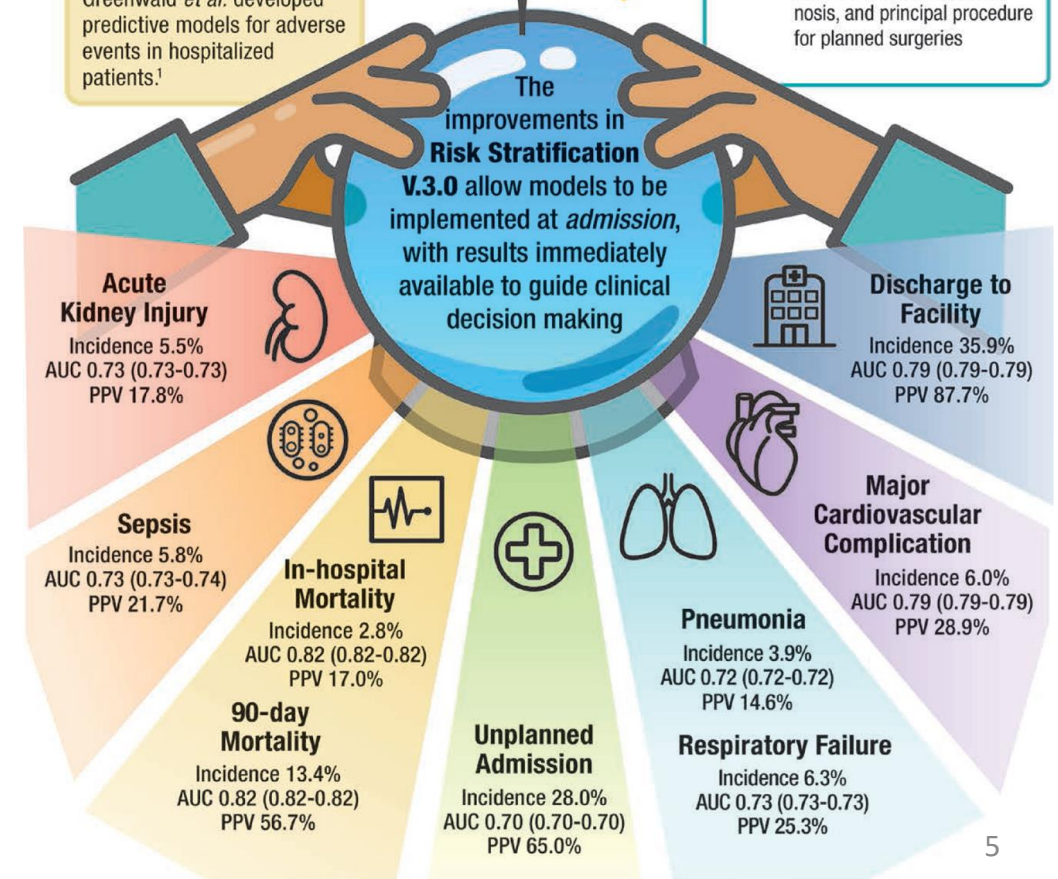 Greenwald et al. developed
predictive models for adverse
events in hospitalized
patients.¹
nosis, and principal procedure
for planned surgeries
The
improvements in
Risk Stratification
V.3.0 allow models to be
implemented at admission,
with results immediately
available to guide clinical
decision making
Acute
Kidney Injury
Incidence 5.5%
AUC 0.73 (0.73-0.73)
PPV 17.8%
Sepsis
Incidence 5.8%
AUC 0.73 (0.73-0.74)
PPV 21.7%
In-hospital
Mortality
Incidence 2.8%
AUC 0.82 (0.82-0.82)
PPV 17.0%
90-day
Mortality
Incidence 13.4%
AUC 0.82 (0.82-0.82)
PPV 56.7%
Unplanned
Admission
Incidence 28.0%
AUC 0.70 (0.70-0.70)
PPV 65.0%
Pneumonia
Incidence 3.9%
AUC 0.72 (0.72-0.72)
PPV 14.6%
Respiratory Failure
Incidence 6.3%
AUC 0.73 (0.73-0.73)
PPV 25.3%
Major
Cardiovascular
Complication
Incidence 6.0%
AUC 0.79 (0.79-0.79)
PPV 28.9%
Discharge to
Facility
Incidence 35.9%
AUC 0.79 (0.79-0.79)
PPV 87.7%
5